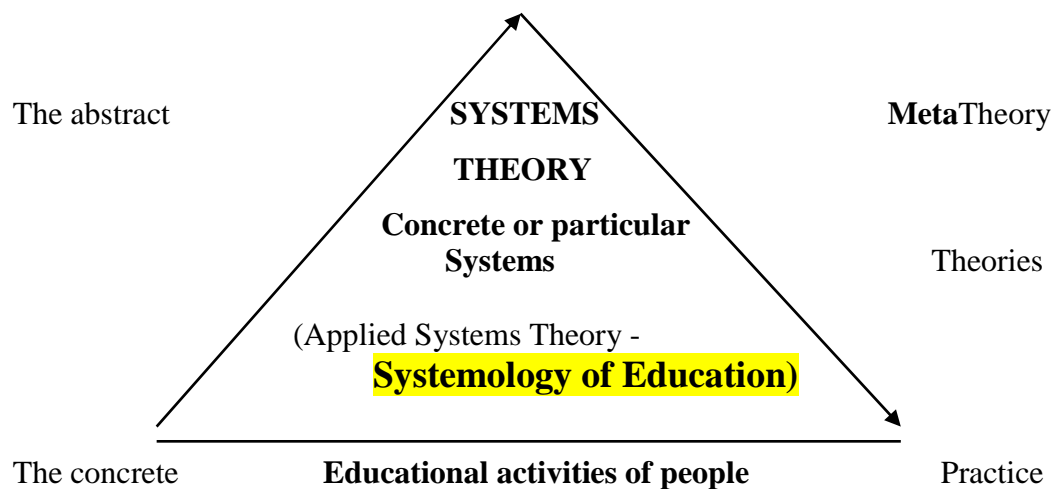 The abstract SYSTEMS MetaTheory
THEORY
Concrete or particular
Systems Theories
(Applied Systems Theory -
Systemology of Education)
The concrete Educational activities of people Practice